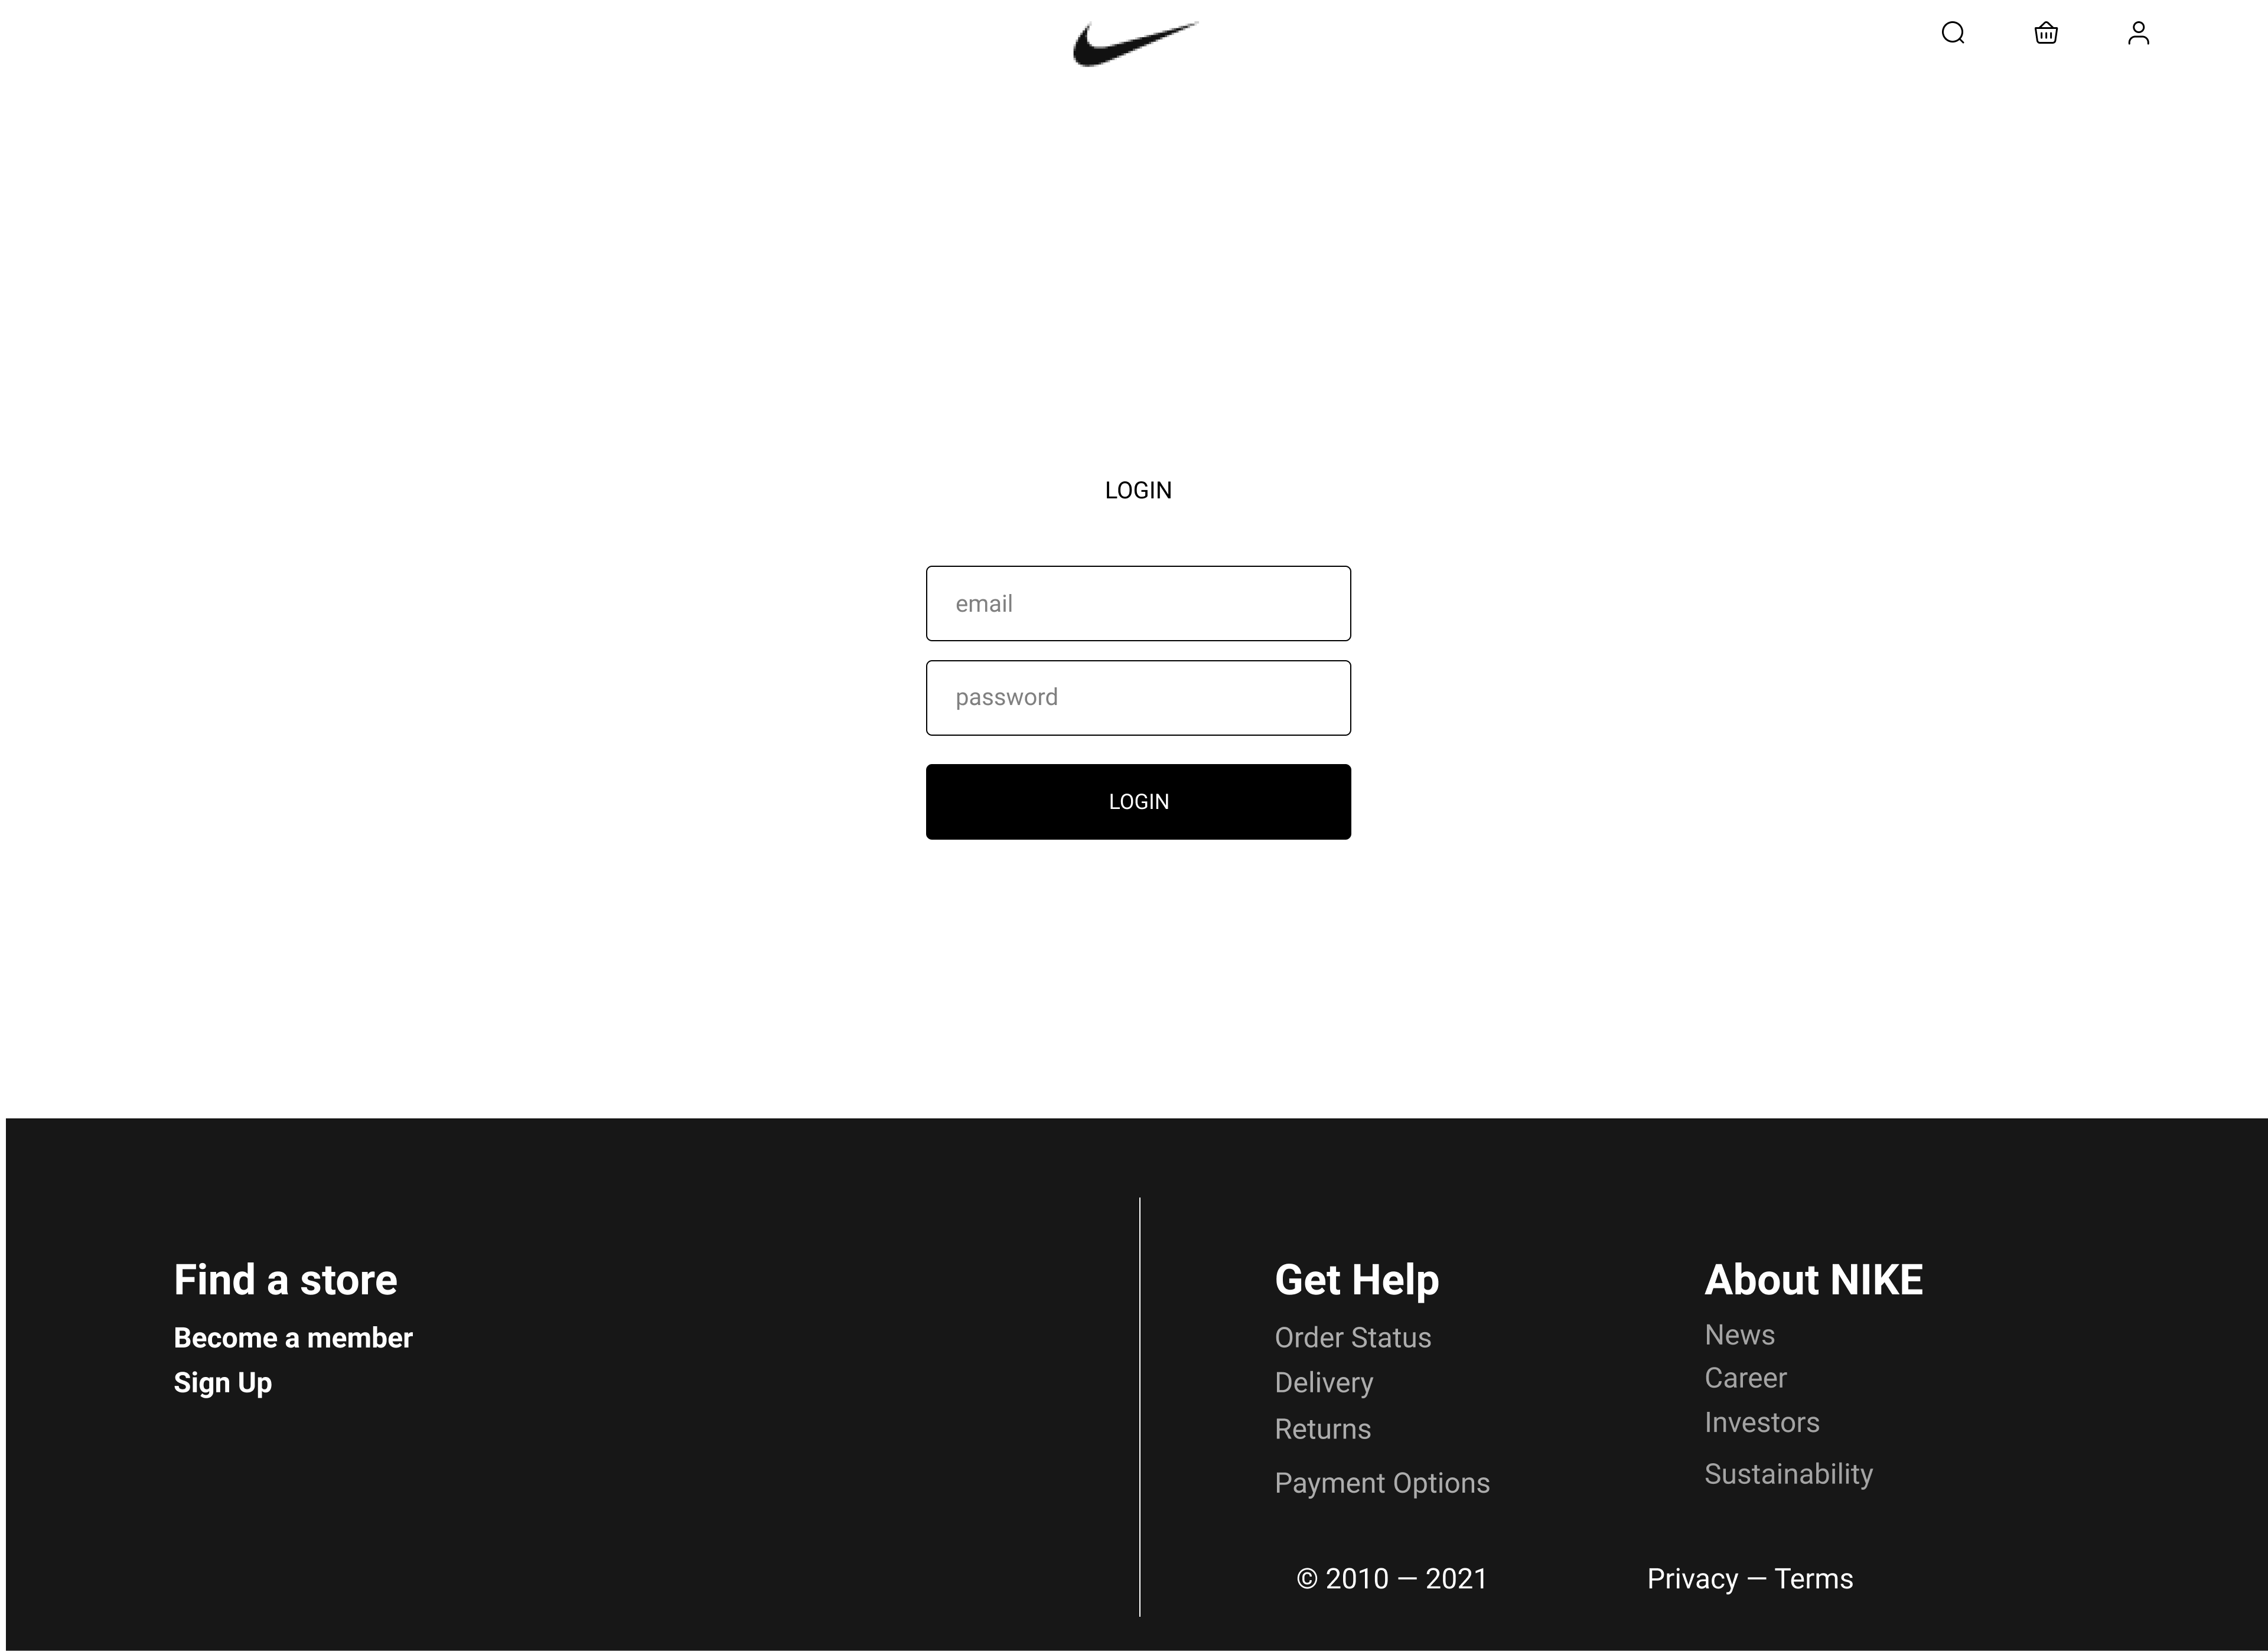 LOGIN
email
password
LOGIN
Find a store
Become a member
Sign Up
Get Help
Order Status
Delivery
Returns
Payment Options
About NIKE
News
Career
Investors
Sustainability
© 2010 — 2021
Privacy — Terms